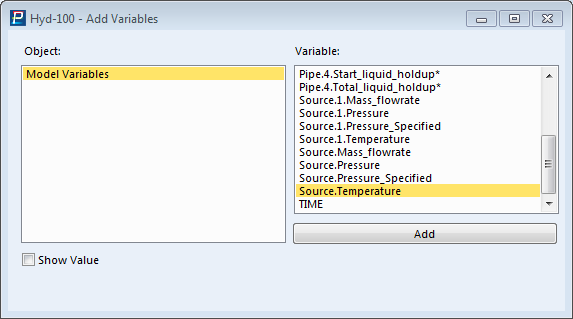 Hyd-100 - Add Variables
Object:
Variable:
Model Variables
Pipe.4.Start_liquid_holdup*
Pipe.4.Total_liquid_holdup*
Source.1.Mass_flowrate
Source.1.Pressure
Source.1.Pressure_Specified
Source.1.Temperature
Source.Mass_flowrate
Source.Pressure
Source.Pressure_Specified
Source.Temperature
TIME
Add
Show Value